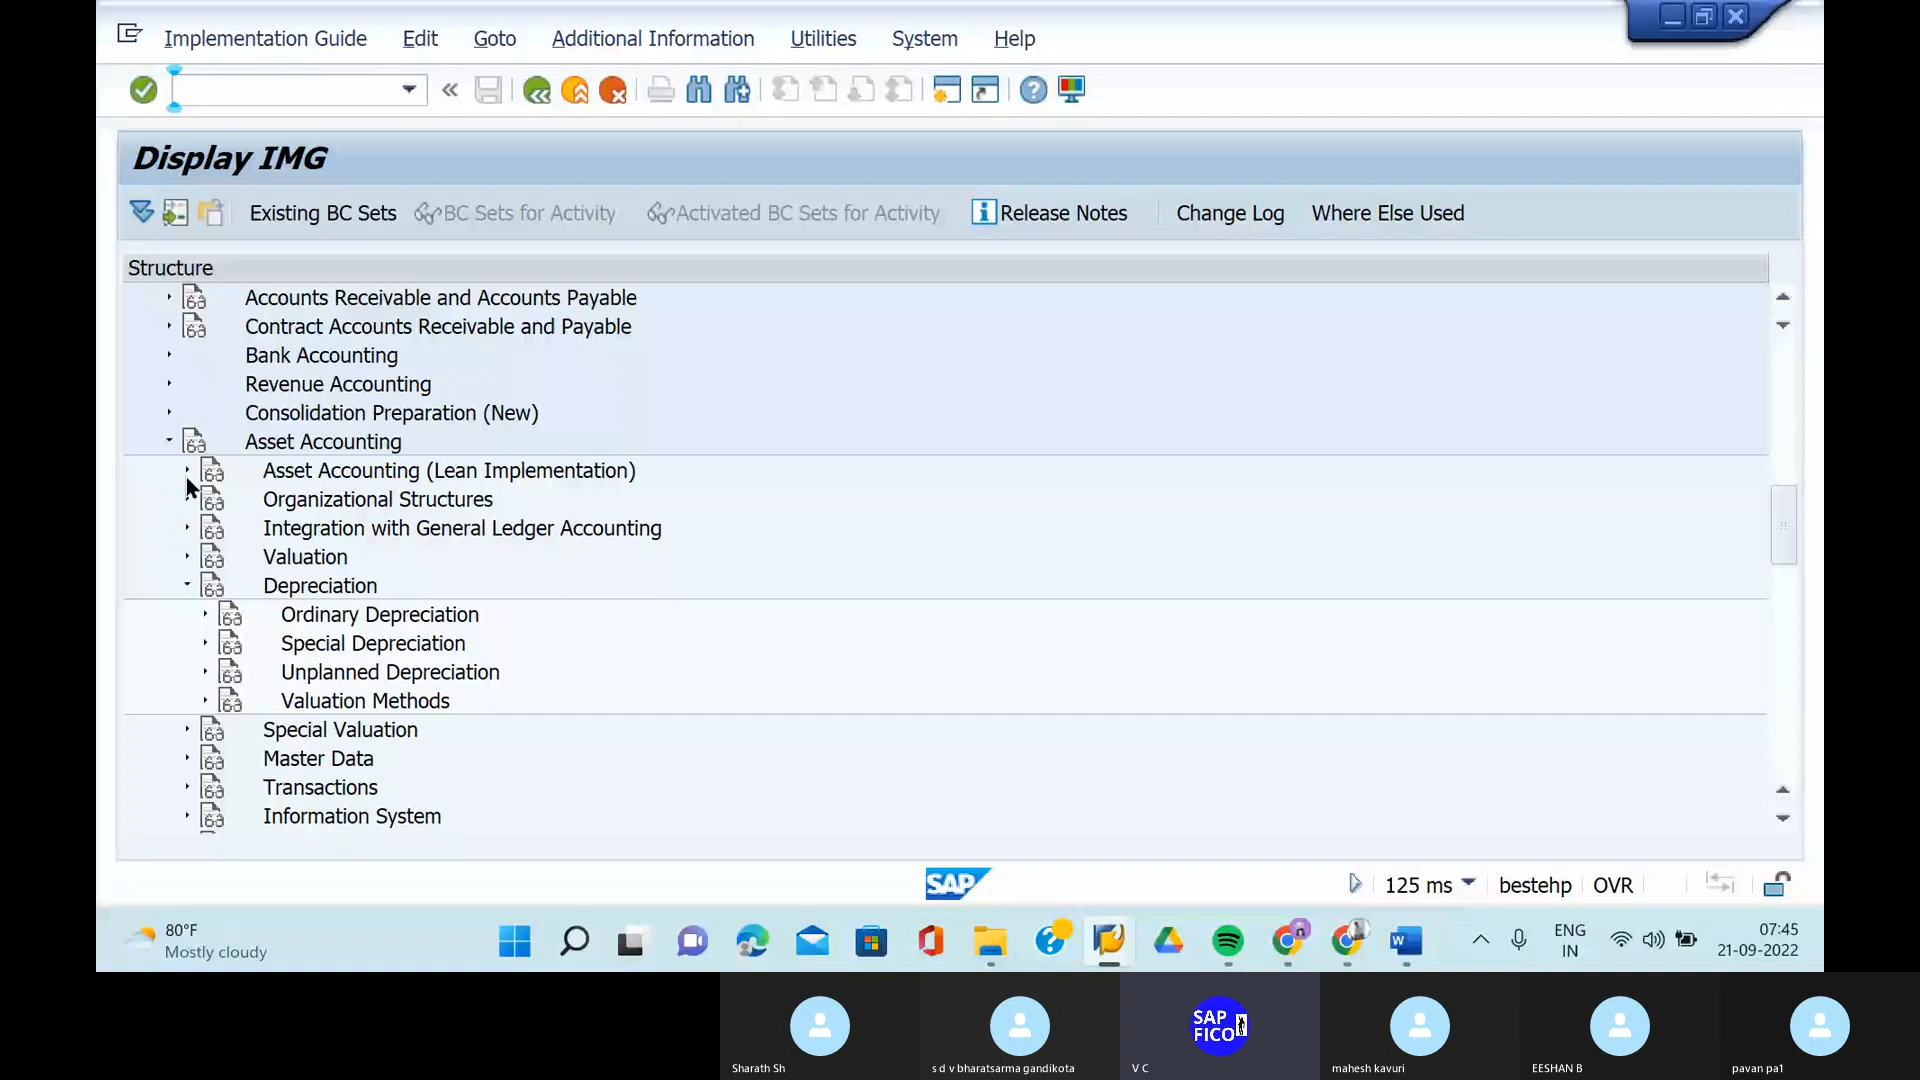 Implementation Guide Edit Goto Additional Information Utilities System Help
Display IMG
Existing BC Sets BC Sets for Activity Activated BC Sets for Activity Release Notes Change Log Where Else Used
Structure
Accounts Receivable and Accounts Payable
Contract Accounts Receivable and Payable
Bank Accounting
Revenue Accounting
Consolidation Preparation (New)
Asset Accounting
Asset Accounting (Lean Implementation)
Organizational Structures
Integration with General Ledger Accounting
Valuation
Depreciation
Ordinary Depreciation
Special Depreciation
Unplanned Depreciation
Valuation Methods
Special Valuation
Master Data
Transactions
Information System
SAP 125 ms bestehp OVR
80°F
Mostly cloudy
ENG
IN
07:45
21-09-2022
SAP
FICO
Sharath Sh s d v bharatsarma gandikota V C mahesh kavuri EESHAN B pavan pa1